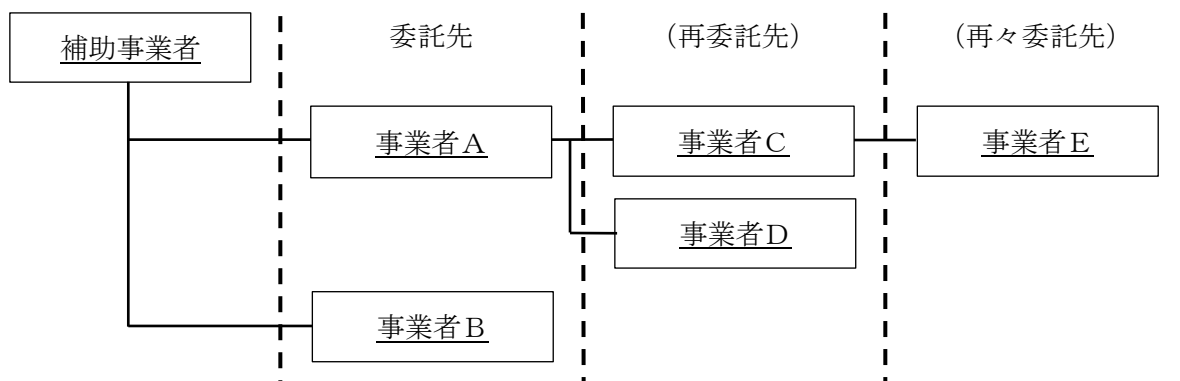 補助事業者
委託先
（再委託先）
（再々委託先）
事業者Ａ
事業者Ｃ
事業者Ｅ
事業者Ｄ
事業者Ｂ